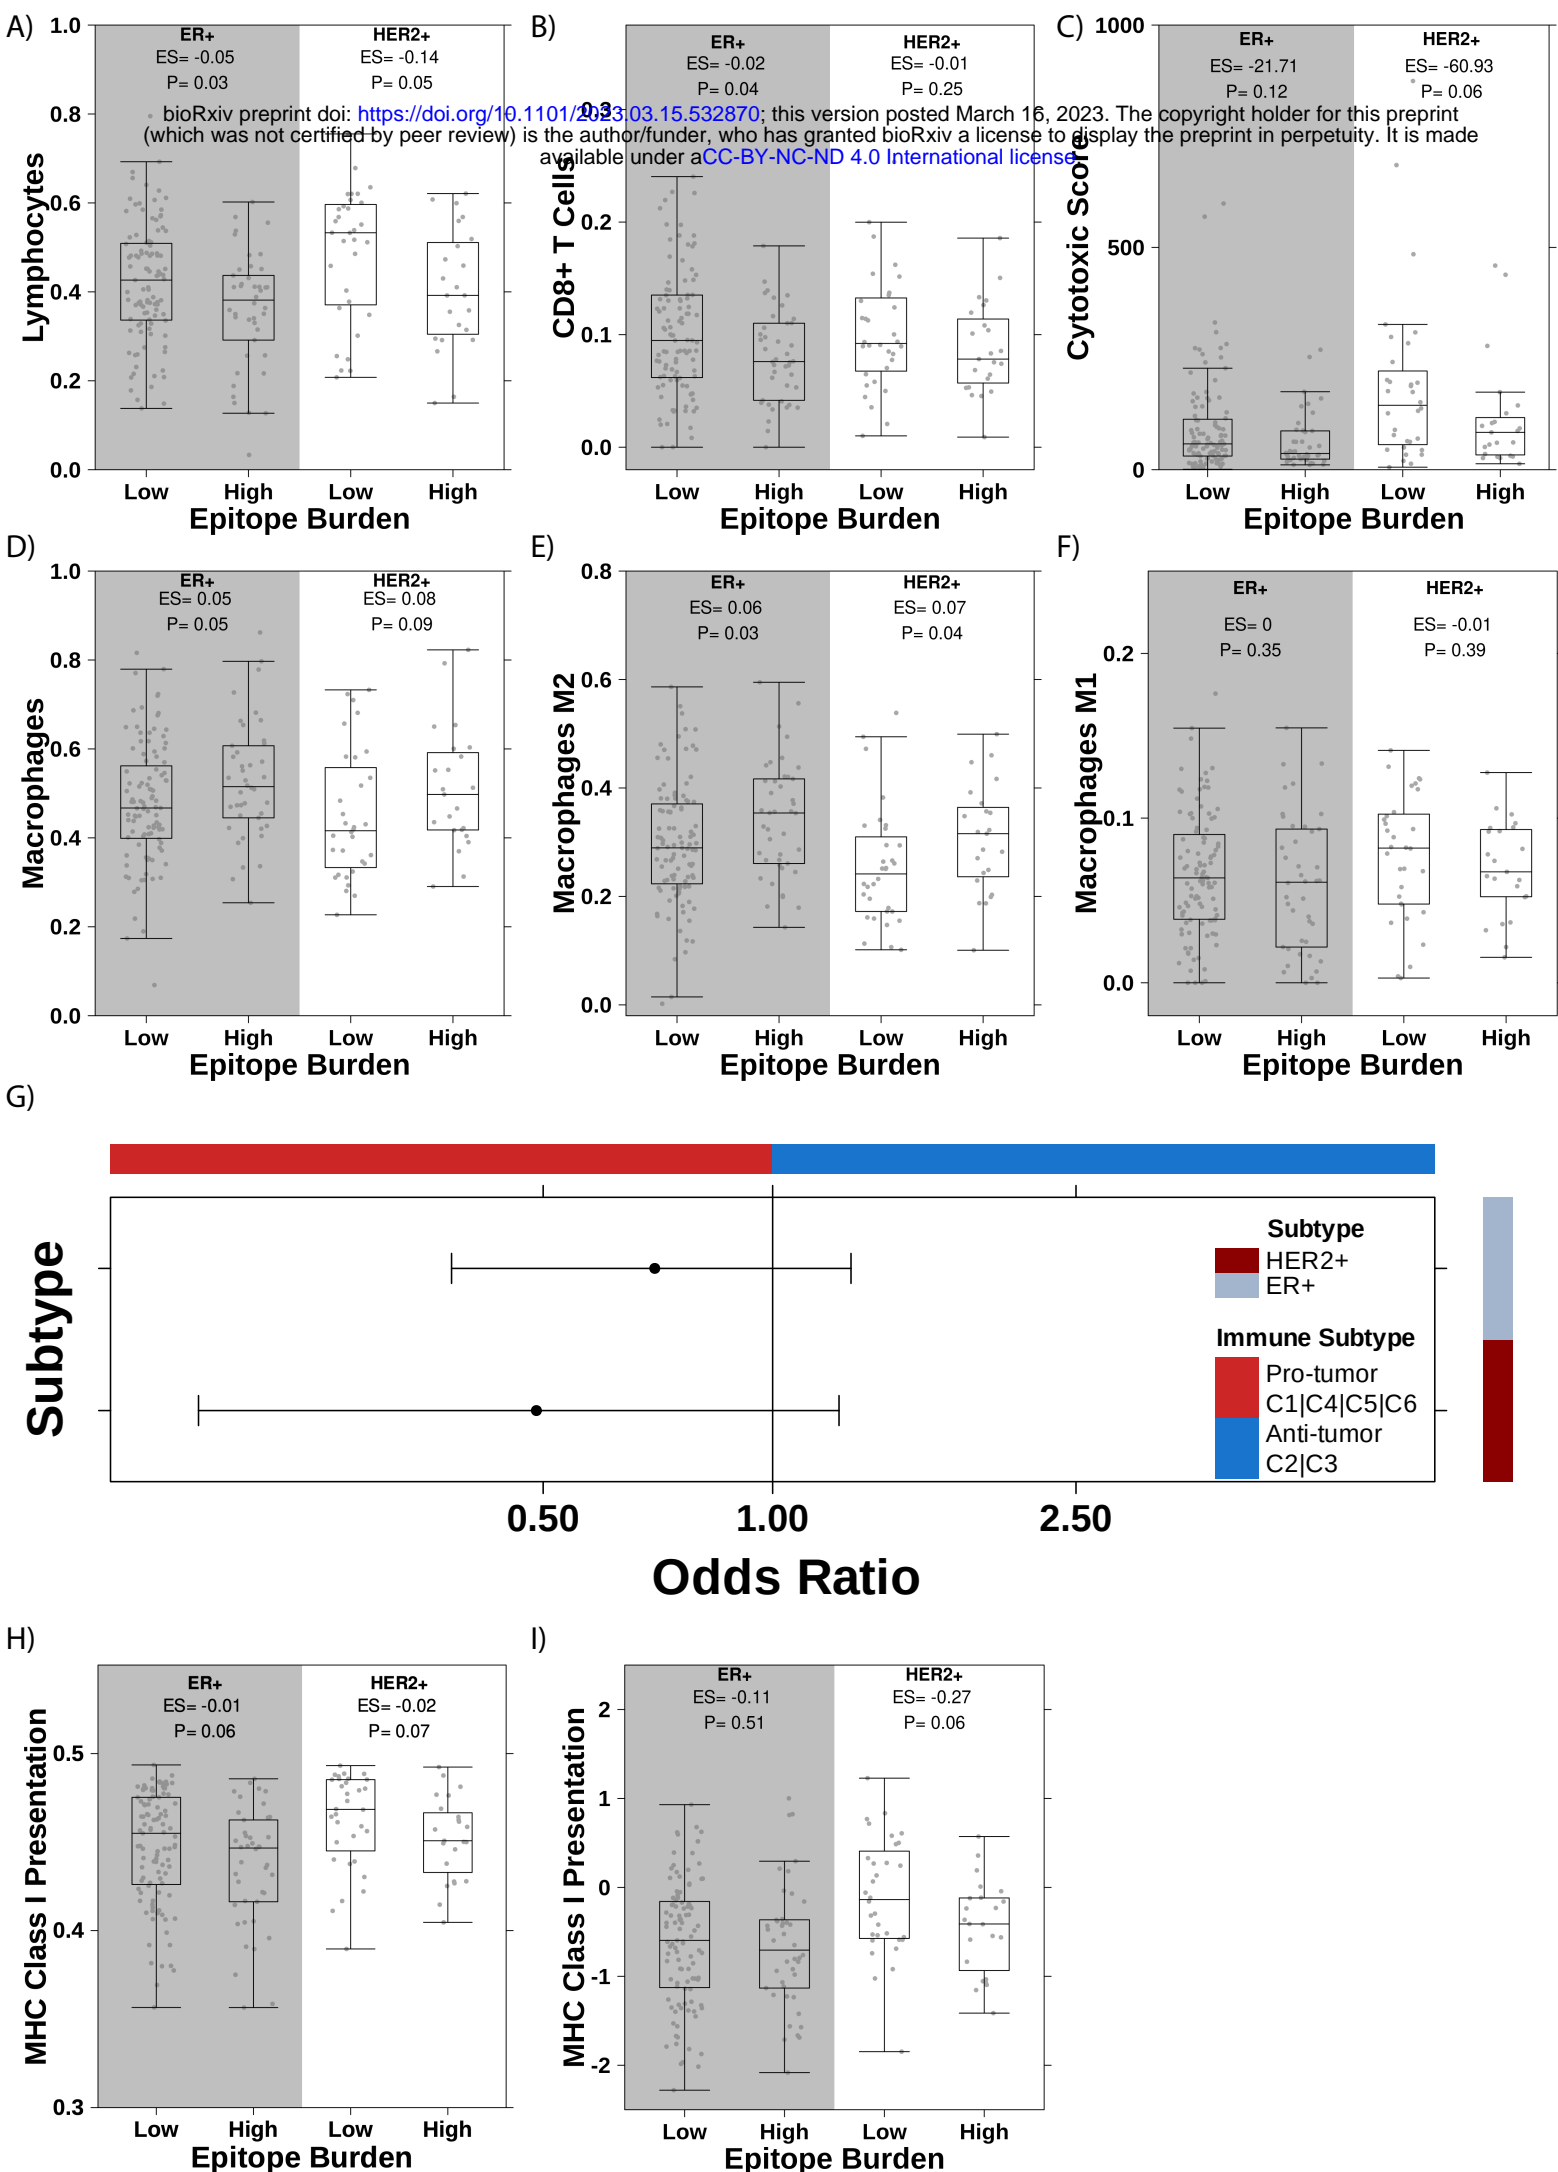 A)
1.0
0.8
0.6
0.4
0.2
0.0
Lymphocytes
ER+
ES= -0.05
P= 0.03
HER2+
ES= -0.14
P= 0.05
Low
High
Low
High
Epitope Burden
B)
0.3
0.2
0.1
0.0
CD8+ T Cells
ER+
ES= -0.02
P= 0.04
HER2+
ES= -0.01
P= 0.25
Low
High
Low
High
Epitope Burden
C)
1000
500
0
Cytotoxic Score
ER+
ES= -21.71
P= 0.12
HER2+
ES= -60.93
P= 0.06
Low
High
Low
High
Epitope Burden
bioRxiv preprint doi: https://doi.org/10.1101/2023.03.15.532870; this version posted March 16, 2023. The copyright holder for this preprint
(which was not certified by peer review) is the author/funder, who has granted bioRxiv a license to display the preprint in perpetuity. It is made
available under aCC-BY-NC-ND 4.0 International license.
D)
1.0
0.8
0.6
0.4
0.2
0.0
Macrophages
ER+
ES= 0.05
P= 0.05
HER2+
ES= 0.08
P= 0.09
Low
High
Low
High
Epitope Burden
E)
0.8
0.6
0.4
0.2
0.0
Macrophages M2
ER+
ES= 0.06
P= 0.03
HER2+
ES= 0.07
P= 0.04
Low
High
Low
High
Epitope Burden
F)
0.2
0.1
0.0
Macrophages M1
ER+
ES= 0
P= 0.35
HER2+
ES= -0.01
P= 0.39
Low
High
Low
High
Epitope Burden
G)
Subtype
Subtype
HER2+
ER+
Immune Subtype
Pro-tumor
C1|C4|C5|C6
Anti-tumor
C2|C3
0.50
1.00
2.50
Odds Ratio
H)
0.5
0.4
0.3
MHC Class I Presentation
ER+
ES= -0.01
P= 0.06
HER2+
ES= -0.02
P= 0.07
Low
High
Low
High
Epitope Burden
I)
2
1
0
-1
-2
MHC Class I Presentation
ER+
ES= -0.11
P= 0.51
HER2+
ES= -0.27
P= 0.06
Low
High
Low
High
Epitope Burden